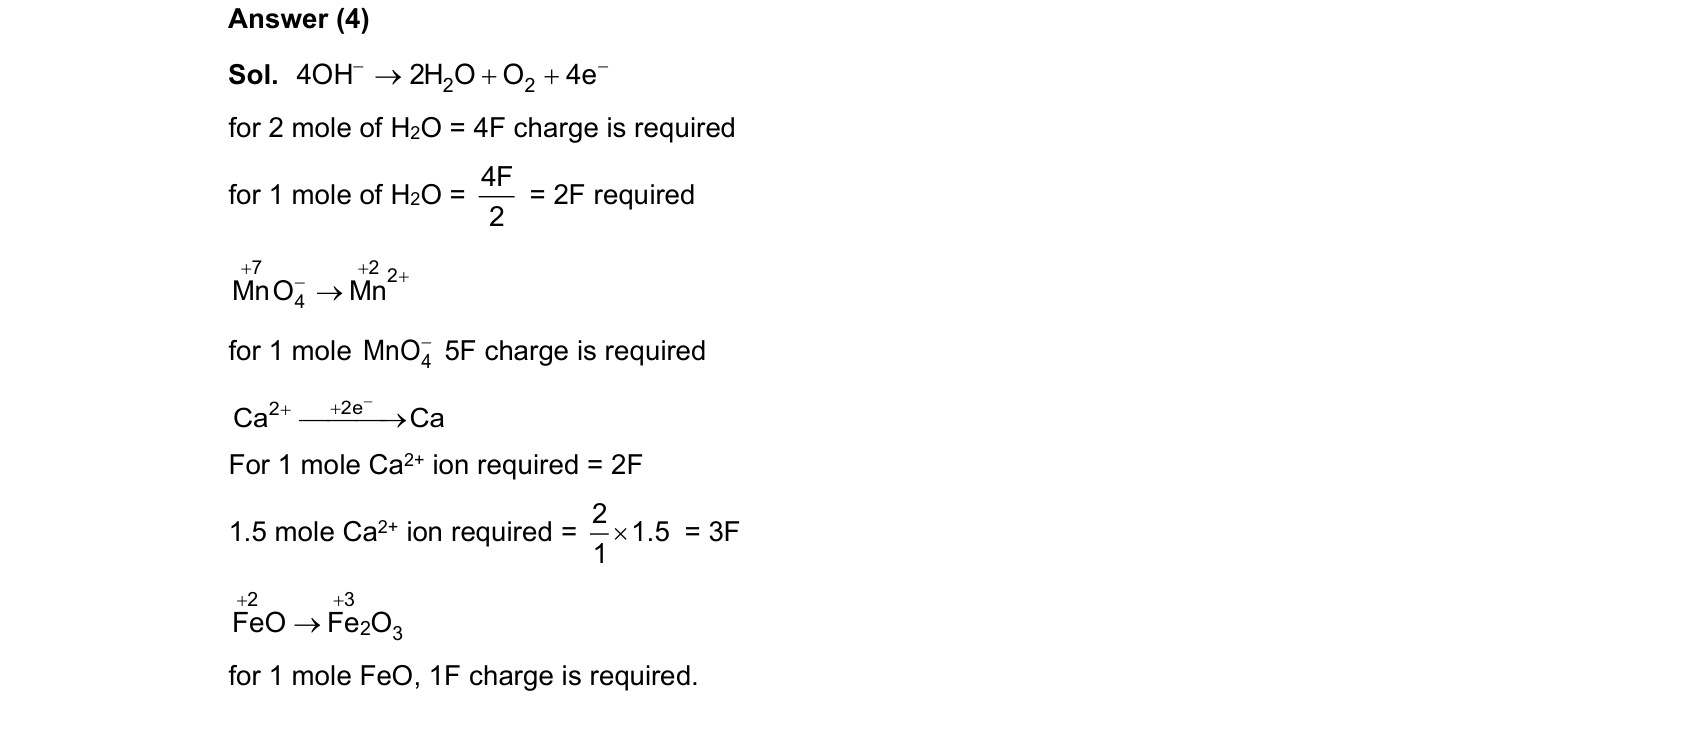 Answer (4)
Sol. 4OH⁻ → 2H₂O + O₂ + 4e⁻
for 2 mole of H₂O = 4F charge is required
for 1 mole of H₂O = 4F/2 = 2F required
+7 +2
MnO₄⁻ → Mn²⁺
for 1 mole MnO₄⁻ 5F charge is required
Ca²⁺ +2e⁻→ Ca
For 1 mole Ca²⁺ ion required = 2F
1.5 mole Ca²⁺ ion required = 2/1 × 1.5 = 3F
+2 +3
FeO → Fe₂O₃
for 1 mole FeO, 1F charge is required.